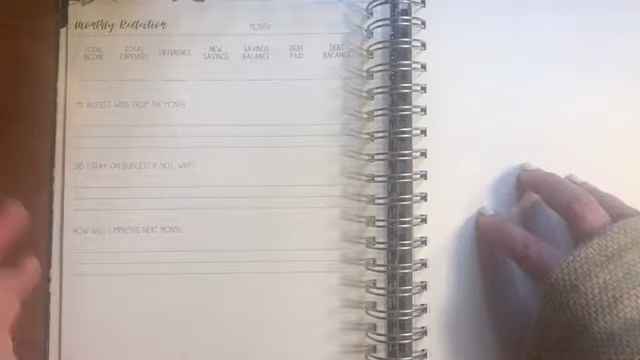 Monthly Reflection MONTH:
TOTAL INCOME TOTAL EXPENSES DIFFERENCE NEW SAVINGS SAVINGS BALANCE DEBT PAID DEBT BALANCE
MY BIGGEST WINS FROM THE MONTH:
DID I STAY ON BUDGET? IF NOT, WHY?
HOW WILL I IMPROVE NEXT MONTH: